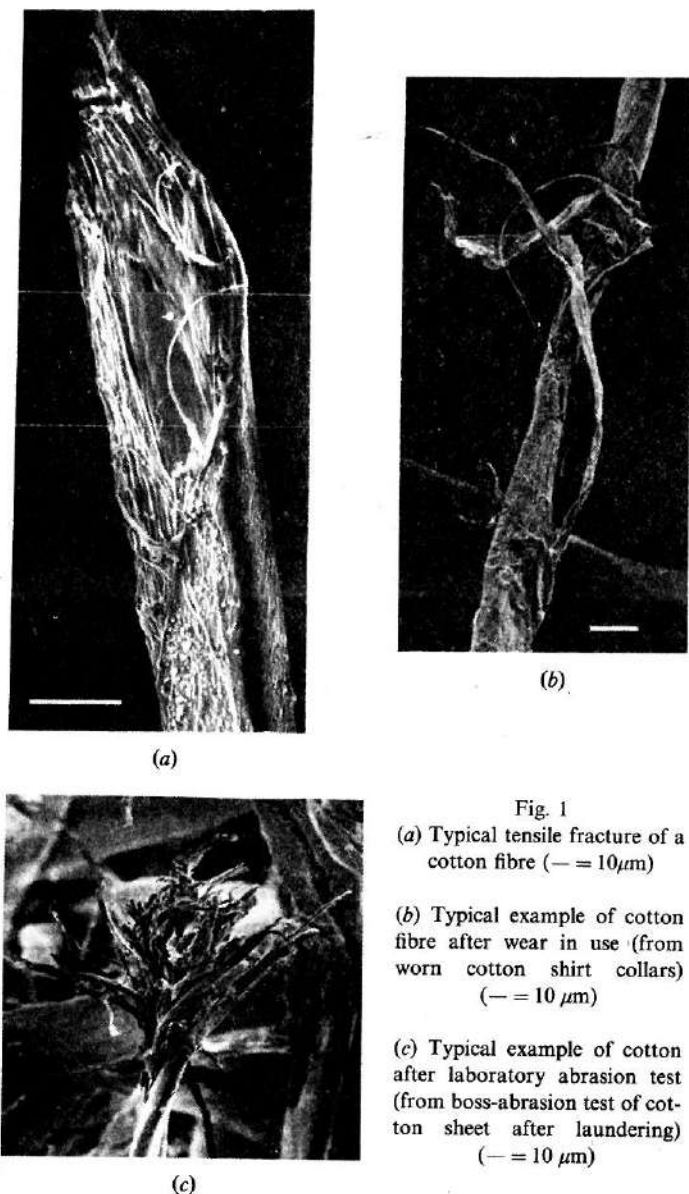 (a)
(b)
(c)
Fig. 1
(a) Typical tensile fracture of a
cotton fibre (— = 10μm)
(b) Typical example of cotton
fibre after wear in use (from
worn cotton shirt collars)
(— = 10 μm)
(c) Typical example of cotton
after laboratory abrasion test
(from boss-abrasion test of cot-
ton sheet after laundering)
(— = 10 μm)